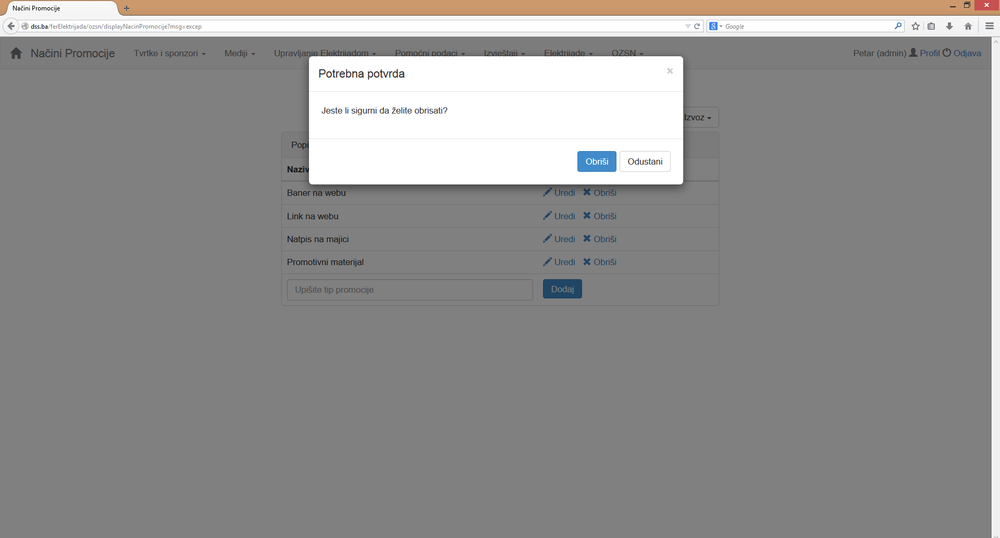 Načini Promocije
dss.ba/ferElektrijada/ozsn/displayNacinPromocije?msg=excep
Google
Načini Promocije Tvrtke i sponzori Mediji Upravljanje Elektrijadom Pomoćni podaci Izvještaji Elektrijade OZSN Petar (admin) Profil Odjava
Potrebna potvrda ×
Jeste li sigurni da želite obrisati?
Izvoz
Popi
Obriši Odustani
Naziv
Baner na webu Uredi Obriši
Link na webu Uredi Obriši
Natpis na majici Uredi Obriši
Promotivni materijal Uredi Obriši
Upišite tip promocije Dodaj